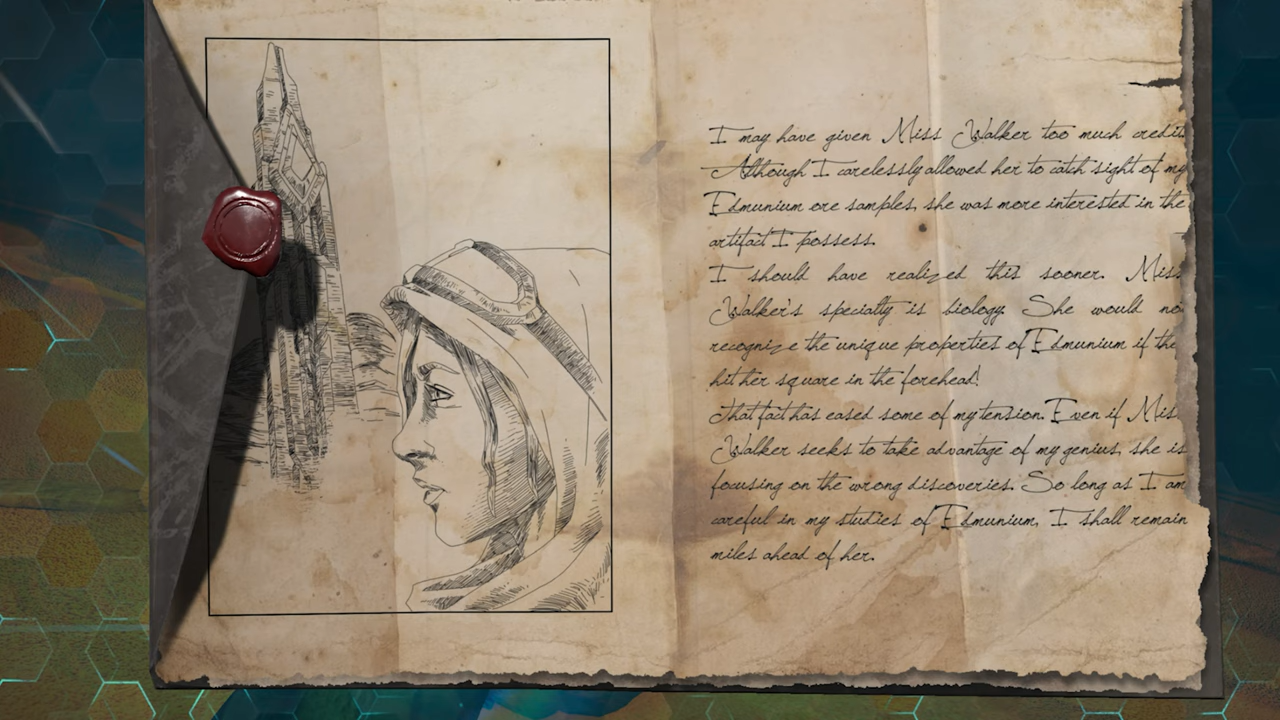 I may have given Miss Walker too much credit.
Although I carelessly allowed her to catch sight of my
Edmunium ore samples, she was more interested in the
artifact I possess.
I should have realized this sooner. Miss
Walker's specialty is biology. She would no
recognize the unique properties of Edmunium if the
hit her square in the forehead!
That fact has eased some of my tension. Even if Mis
Walker seeks to take advantage of my genius, she is
focusing on the wrong discoveries. So long as I am
careful in my studies of Edmunium, I shall remain
miles ahead of her.